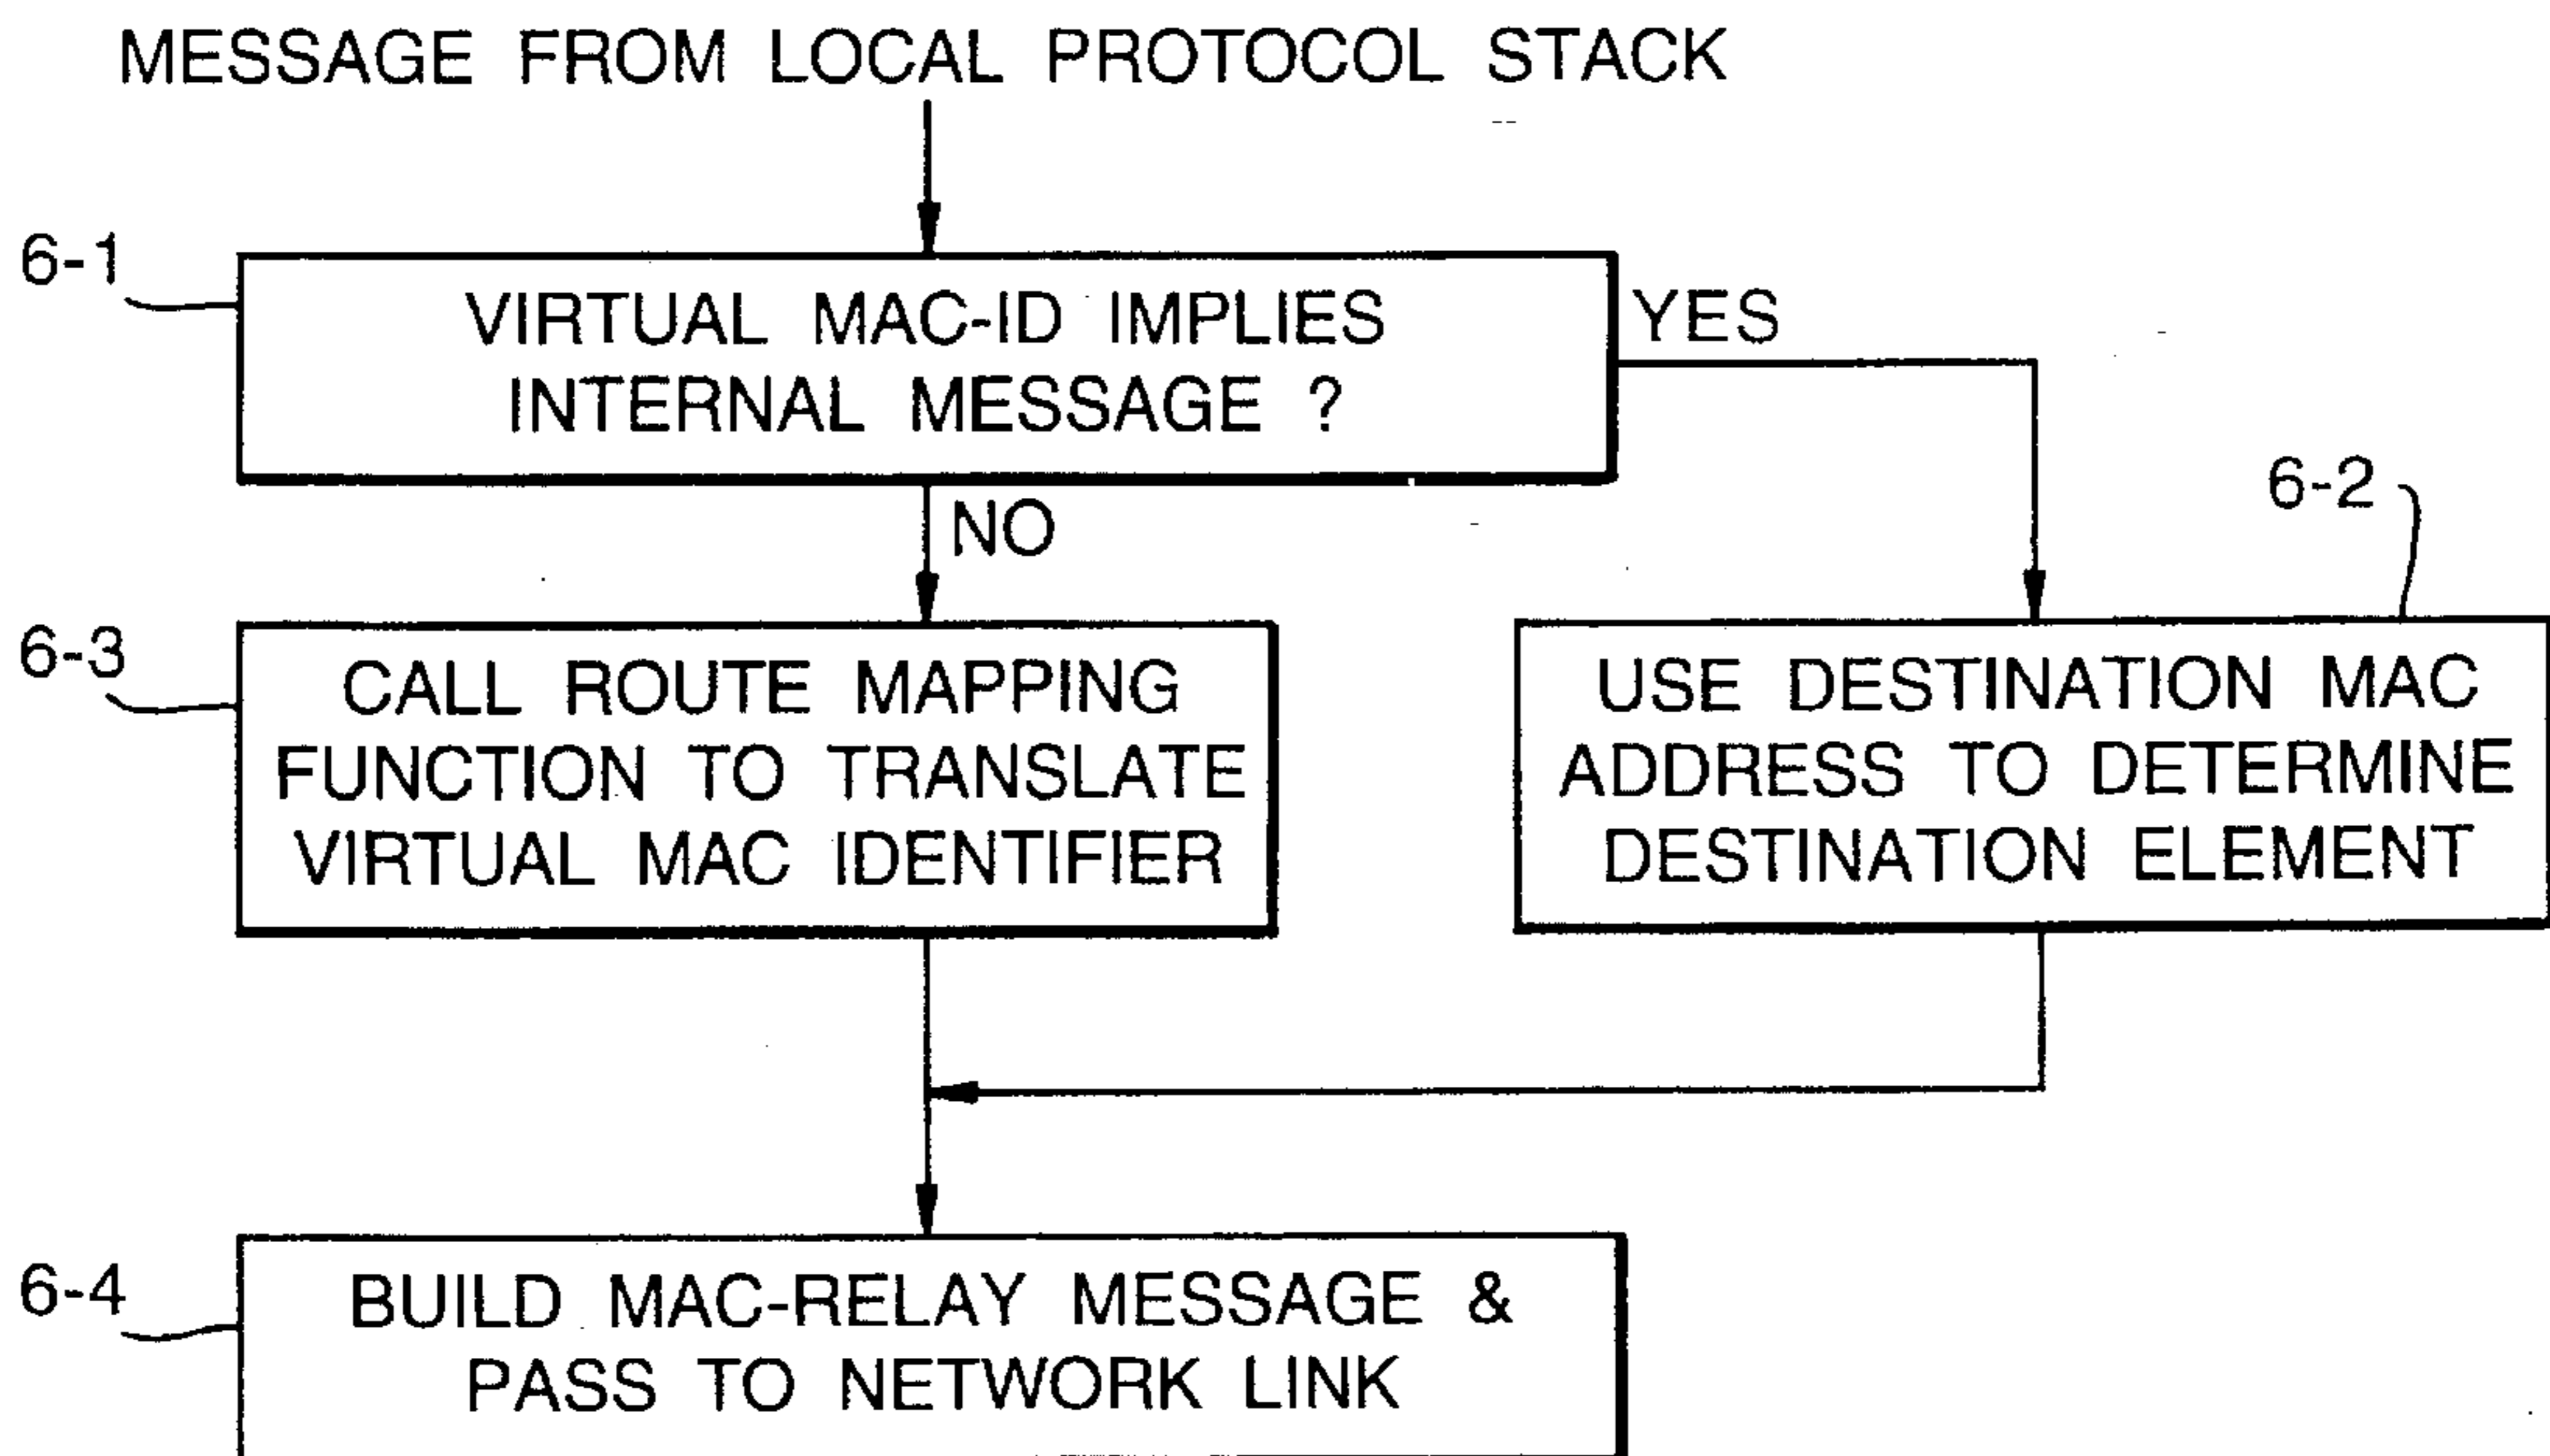 MESSAGE FROM LOCAL PROTOCOL STACK
6-1
VIRTUAL MAC-ID IMPLIES
INTERNAL MESSAGE ?
YES
NO
6-2
6-3
CALL ROUTE MAPPING
FUNCTION TO TRANSLATE
VIRTUAL MAC IDENTIFIER
USE DESTINATION MAC
ADDRESS TO DETERMINE
DESTINATION ELEMENT
6-4
BUILD MAC-RELAY MESSAGE &
PASS TO NETWORK LINK